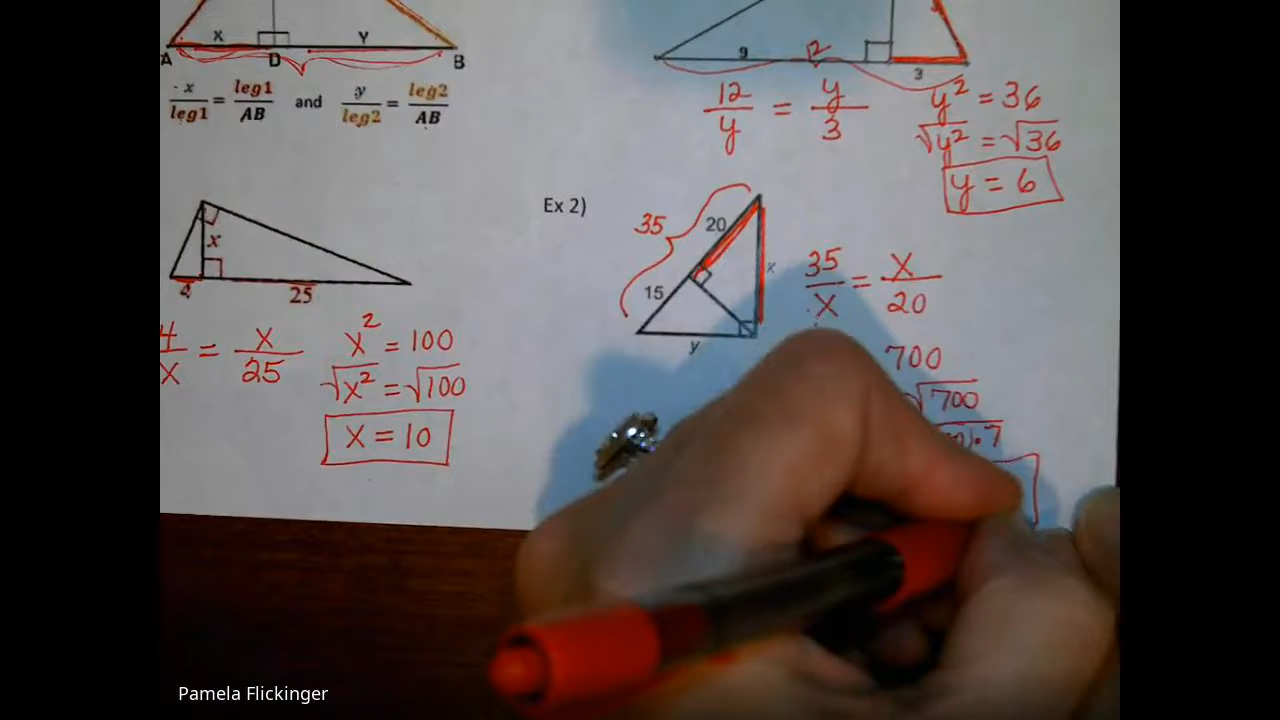 x y
A D B
x/leg1 = leg1/AB and y/leg2 = leg2/AB
12
9 3
12/y = y/3
y² = 36
√y² = √36
y = 6
x
4 25
4/x = x/25
x² = 100
√x² = √100
x = 10
Ex 2)
35 20
15 x
y
35/x = x/20
700
√700
·7
Pamela Flickinger